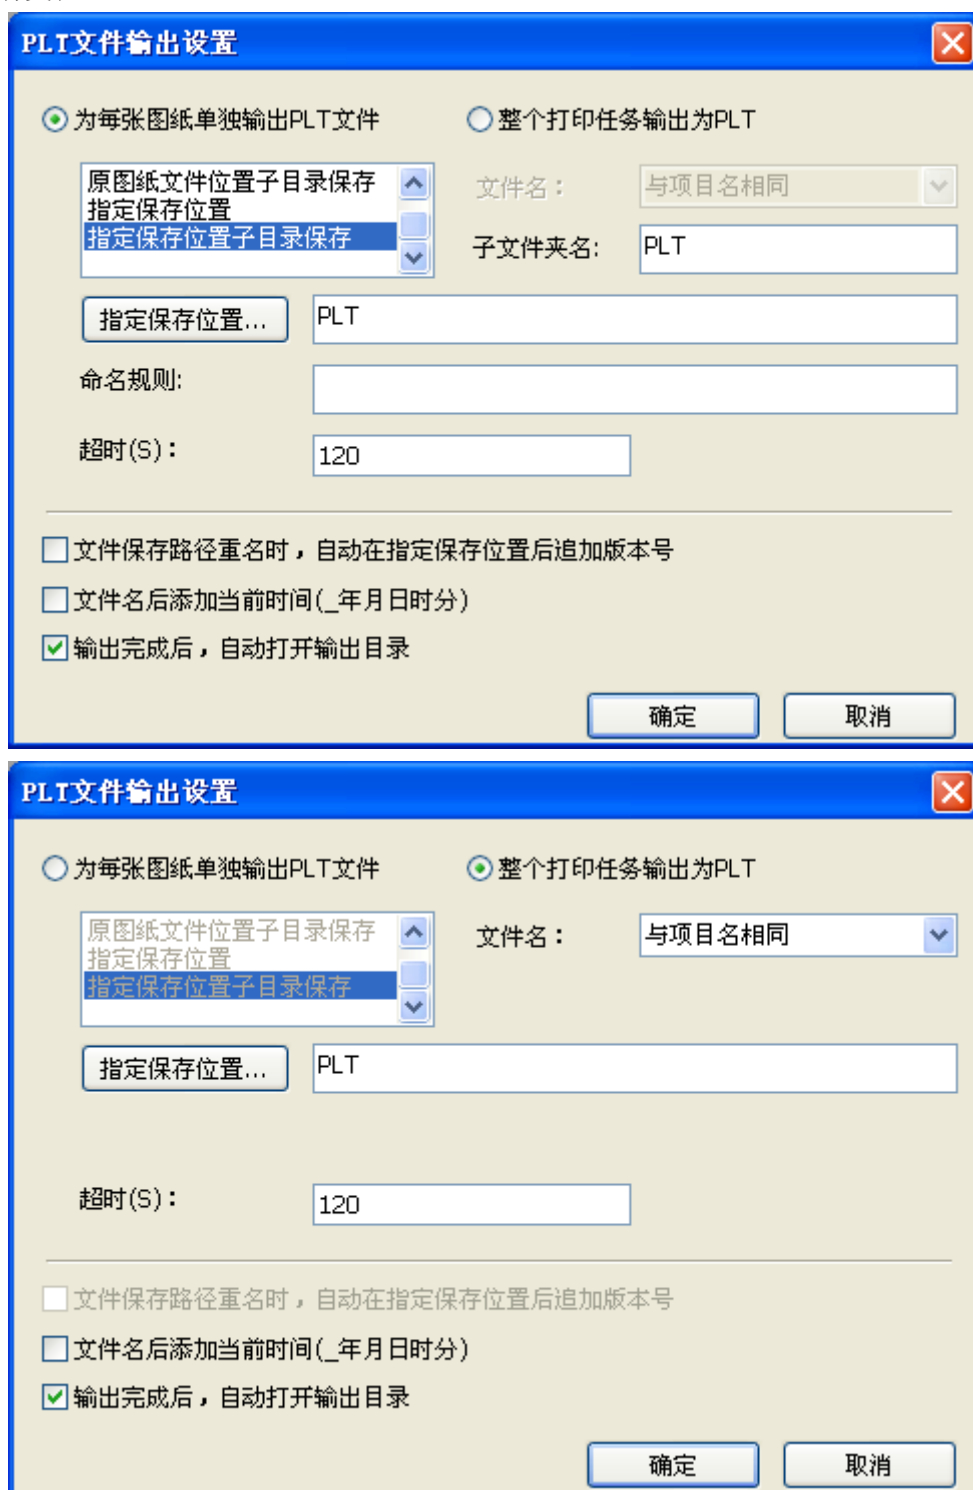 PLT文件输出设置
为每张图纸单独输出PLT文件 整个打印任务输出为PLT
原图纸文件位置子目录保存
指定保存位置
指定保存位置子目录保存
文件名： 与项目名相同
子文件夹名: PLT
指定保存位置... PLT
命名规则:
超时(S)： 120
文件保存路径重名时，自动在指定保存位置后追加版本号
文件名后添加当前时间(_年月日时分)
输出完成后，自动打开输出目录
确定 取消
PLT文件输出设置
为每张图纸单独输出PLT文件 整个打印任务输出为PLT
原图纸文件位置子目录保存
指定保存位置
指定保存位置子目录保存
文件名： 与项目名相同
指定保存位置... PLT
超时(S)： 120
文件保存路径重名时，自动在指定保存位置后追加版本号
文件名后添加当前时间(_年月日时分)
输出完成后，自动打开输出目录
确定 取消